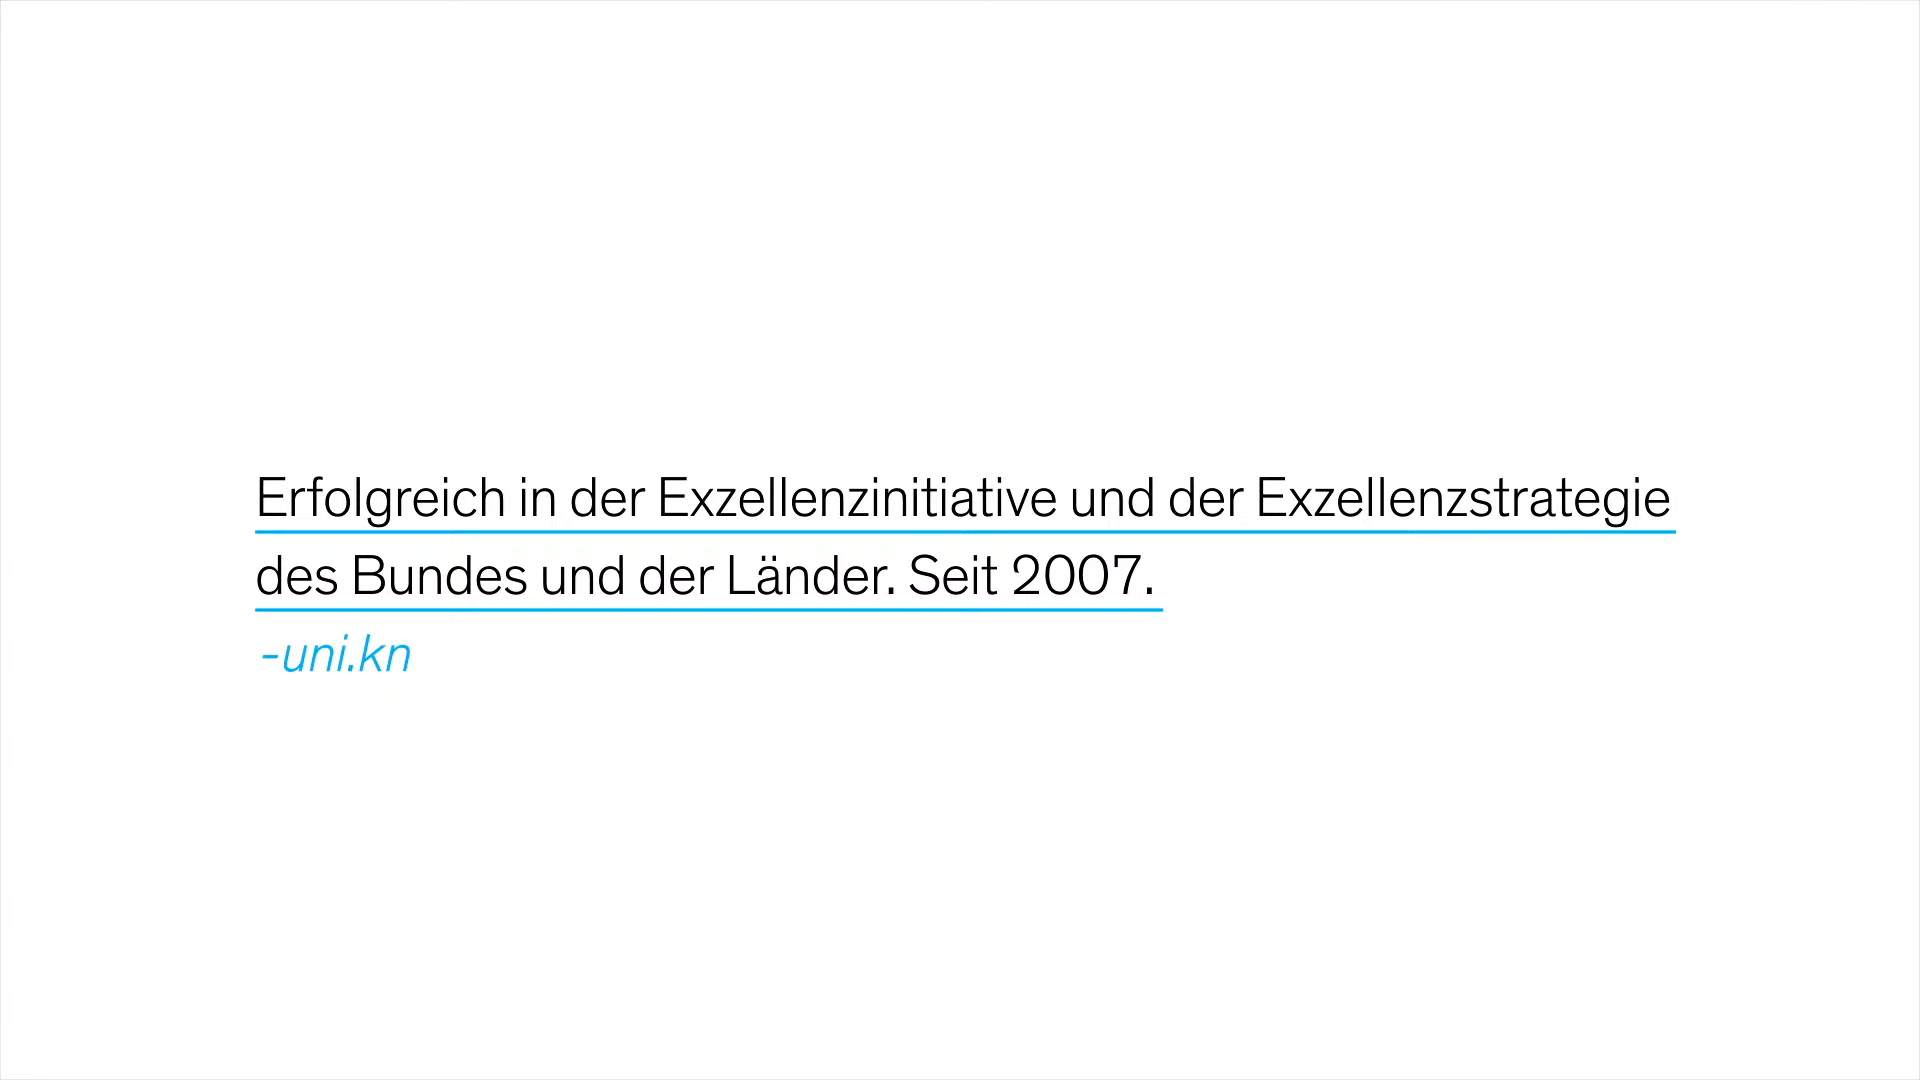 Erfolgreich in der Exzellenzinitiative und der Exzellenzstrategie
des Bundes und der Länder. Seit 2007.
-uni.kn